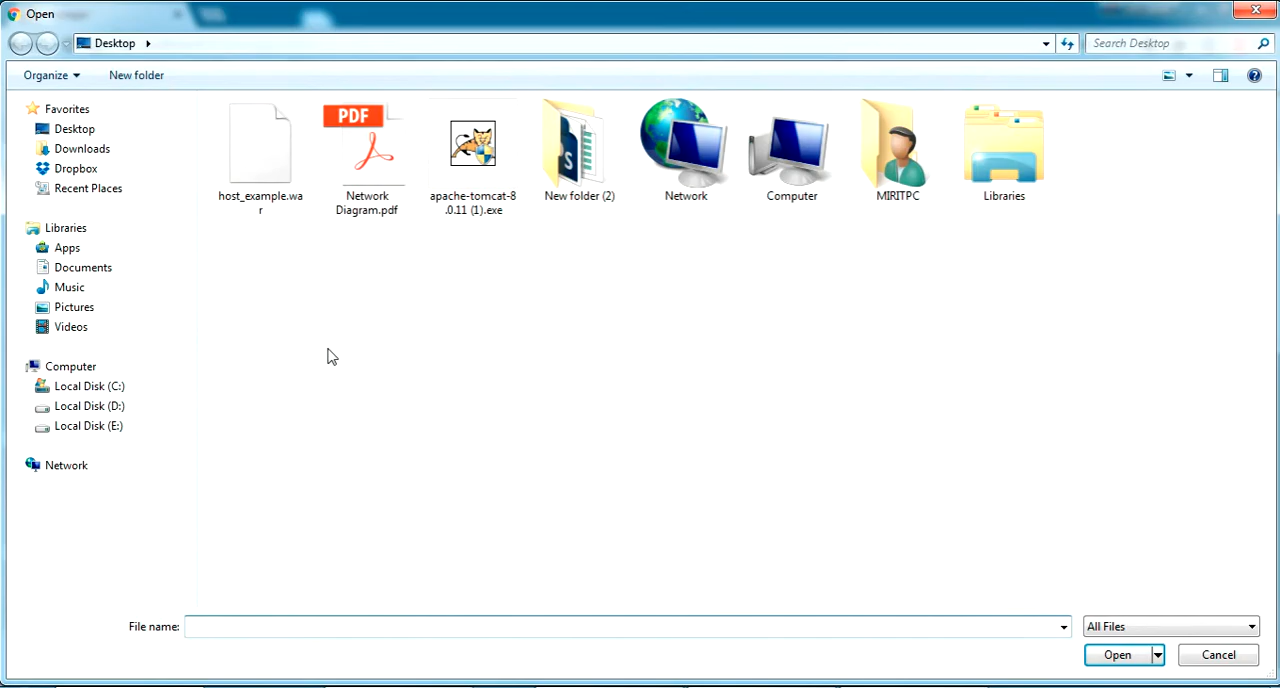 Open
Desktop
Search Desktop
Organize
New folder
Favorites
Desktop
Downloads
Dropbox
Recent Places
Libraries
Apps
Documents
Music
Pictures
Videos
Computer
Local Disk (C:)
Local Disk (D:)
Local Disk (E:)
Network
host_example.wa
r
PDF
Network
Diagram.pdf
apache-tomcat-8
.0.11 (1).exe
New folder (2)
Network
Computer
MIRITPC
Libraries
File name:
All Files
Open
Cancel